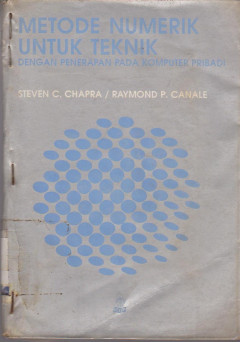 METODE NUMERIK
UNTUK TEKNIK
DENGAN PENERAPAN PADA KOMPUTER PRIBADI
STEVEN C. CHAPRA / RAYMOND P. CANALE